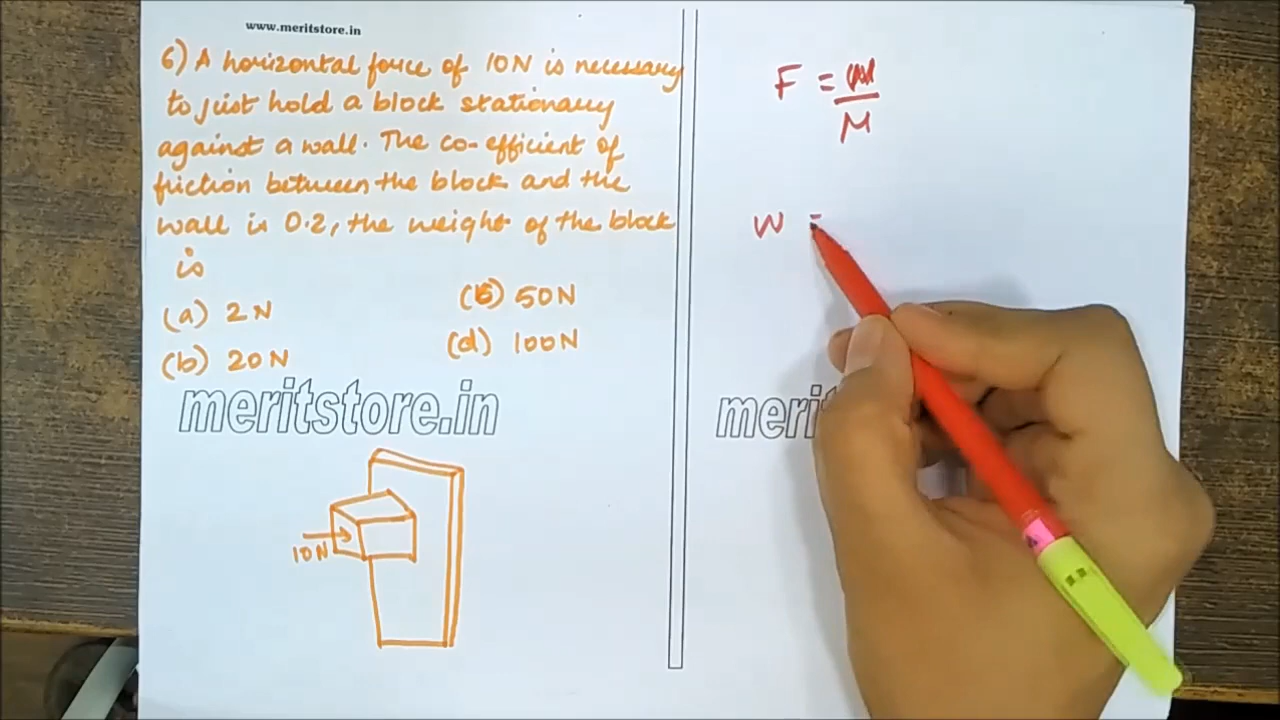 www.meritstore.in
6) A horizontal force of 10N is necessary
to just hold a block stationary
against a wall. The co-efficient of
friction between the block and the
wall is 0.2, the weight of the block
is
(a) 2N
(c) 50N
(b) 20N
(d) 100N
meritstore.in
10N
F = W
μ
W =
meri